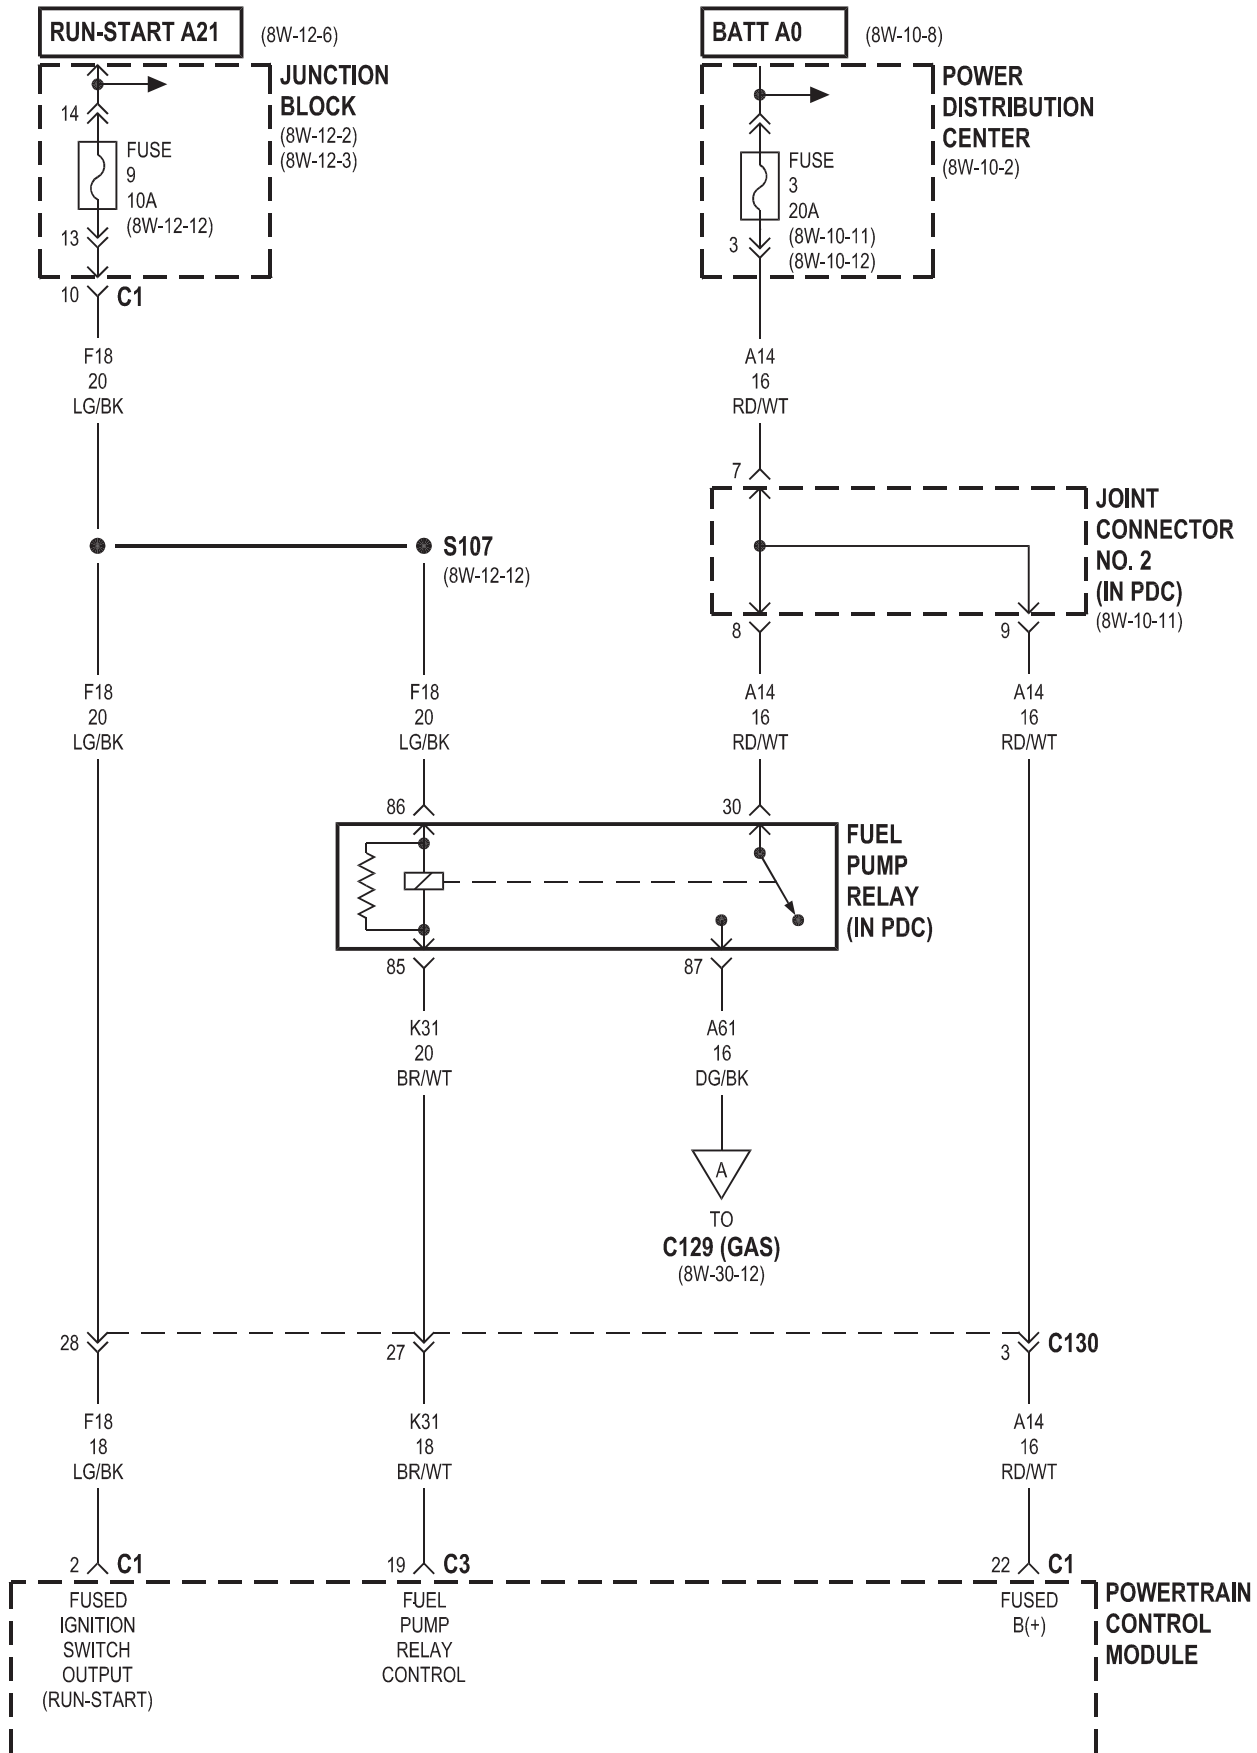 RUN-START A21
(8W-12-6)
BATT A0
(8W-10-8)
JUNCTION
BLOCK
(8W-12-2)
(8W-12-3)
14
FUSE
9
10A
(8W-12-12)
13
10
C1
POWER
DISTRIBUTION
CENTER
(8W-10-2)
FUSE
3
20A
(8W-10-11)
(8W-10-12)
3
F18
20
LG/BK
A14
16
RD/WT
7
JOINT
CONNECTOR
NO. 2
(IN PDC)
(8W-10-11)
S107
(8W-12-12)
8
9
F18
20
LG/BK
F18
20
LG/BK
A14
16
RD/WT
A14
16
RD/WT
86
30
FUEL
PUMP
RELAY
(IN PDC)
85
87
K31
20
BR/WT
A61
16
DG/BK
A
TO
C129 (GAS)
(8W-30-12)
28
27
3
C130
F18
18
LG/BK
K31
18
BR/WT
A14
16
RD/WT
2
C1
19
C3
22
C1
FUSED
IGNITION
SWITCH
OUTPUT
(RUN-START)
FUEL
PUMP
RELAY
CONTROL
FUSED
B(+)
POWERTRAIN
CONTROL
MODULE